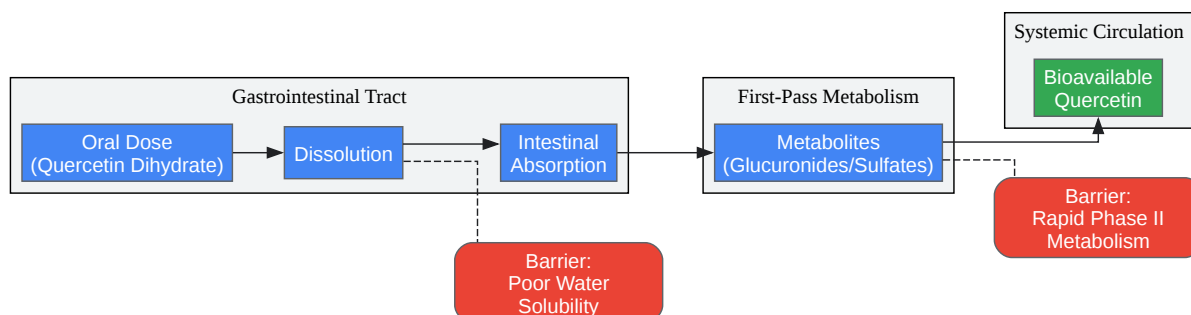 Systemic Circulation
Bioavailable
Quercetin
Gastrointestinal Tract
Oral Dose
(Quercetin Dihydrate)
Dissolution
Intestinal
Absorption
First-Pass Metabolism
Metabolites
(Glucuronides/Sulfates)
Barrier:
Rapid Phase II
Metabolism
Barrier:
Poor Water
Solubility